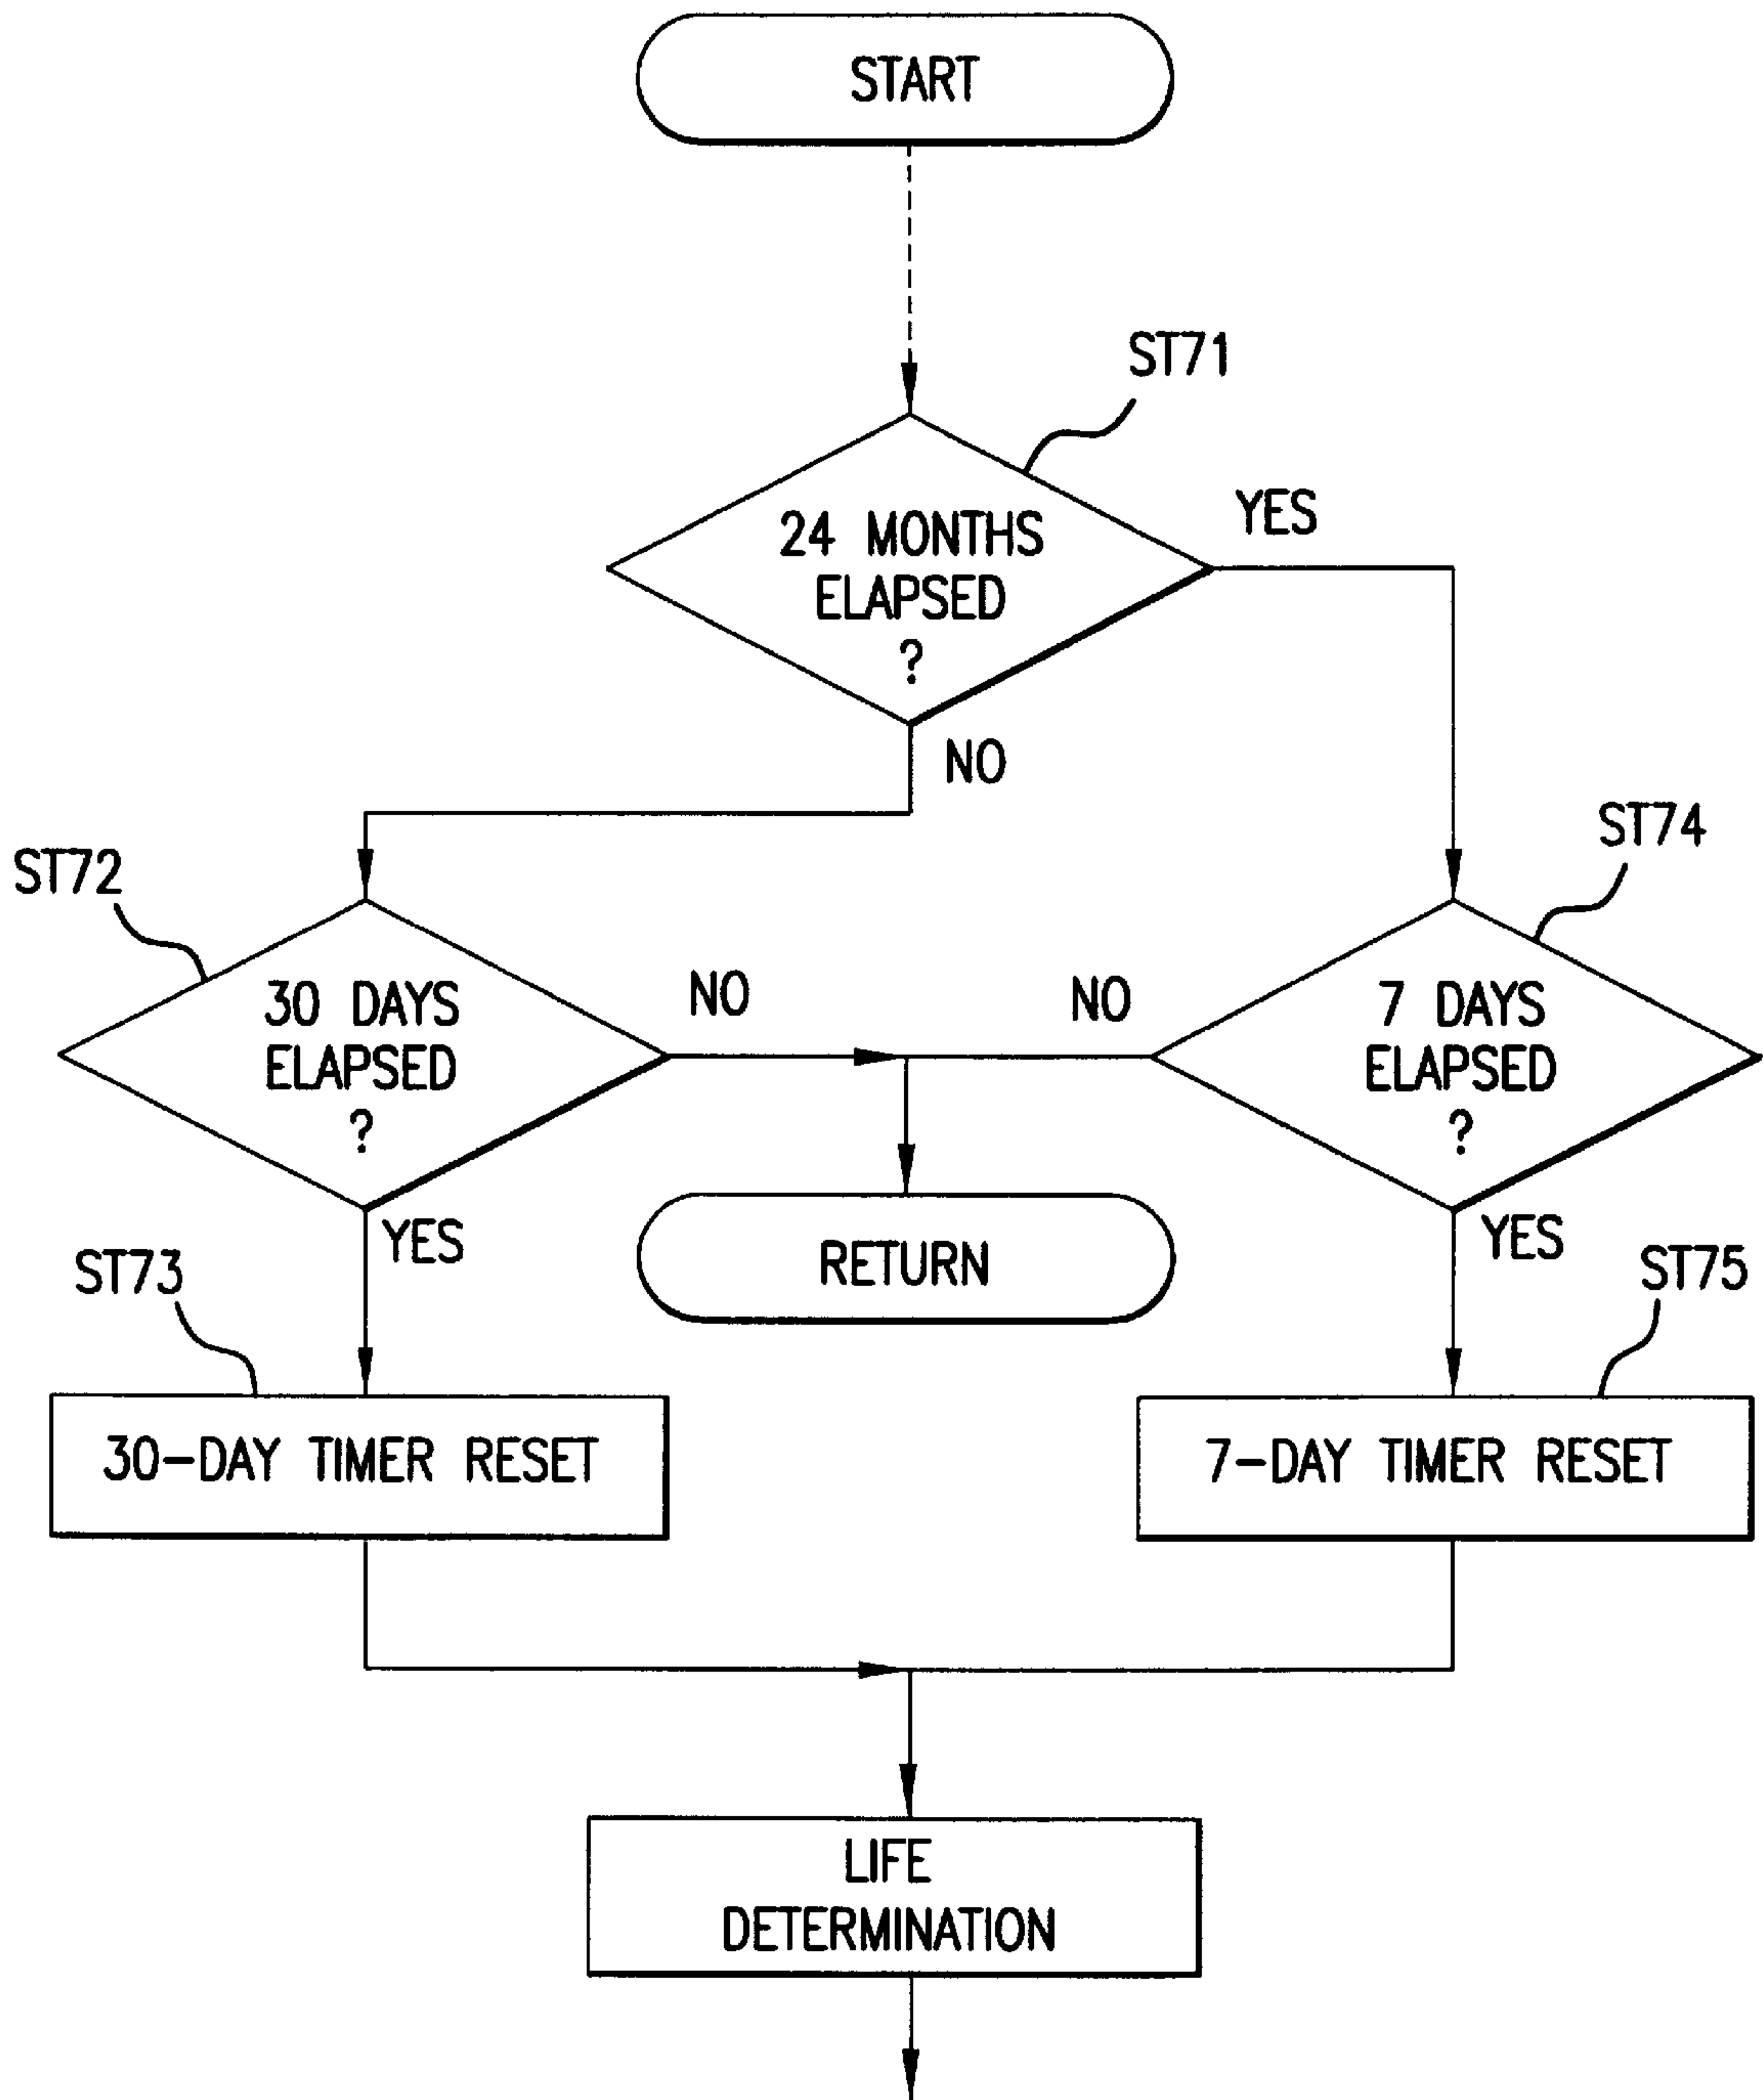 START
ST71
24 MONTHS
ELAPSED
?
YES
NO
ST72
ST74
30 DAYS
ELAPSED
?
NO
NO
7 DAYS
ELAPSED
?
YES
RETURN
YES
ST73
ST75
30-DAY TIMER RESET
7-DAY TIMER RESET
LIFE
DETERMINATION